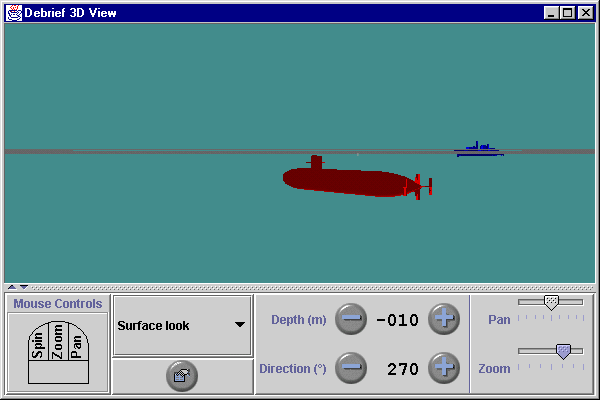 Debrief 3D View
Mouse Controls
Spin
Zoom
Pan
Surface look
Depth (m)
-010
Direction (°)
270
Pan
Zoom